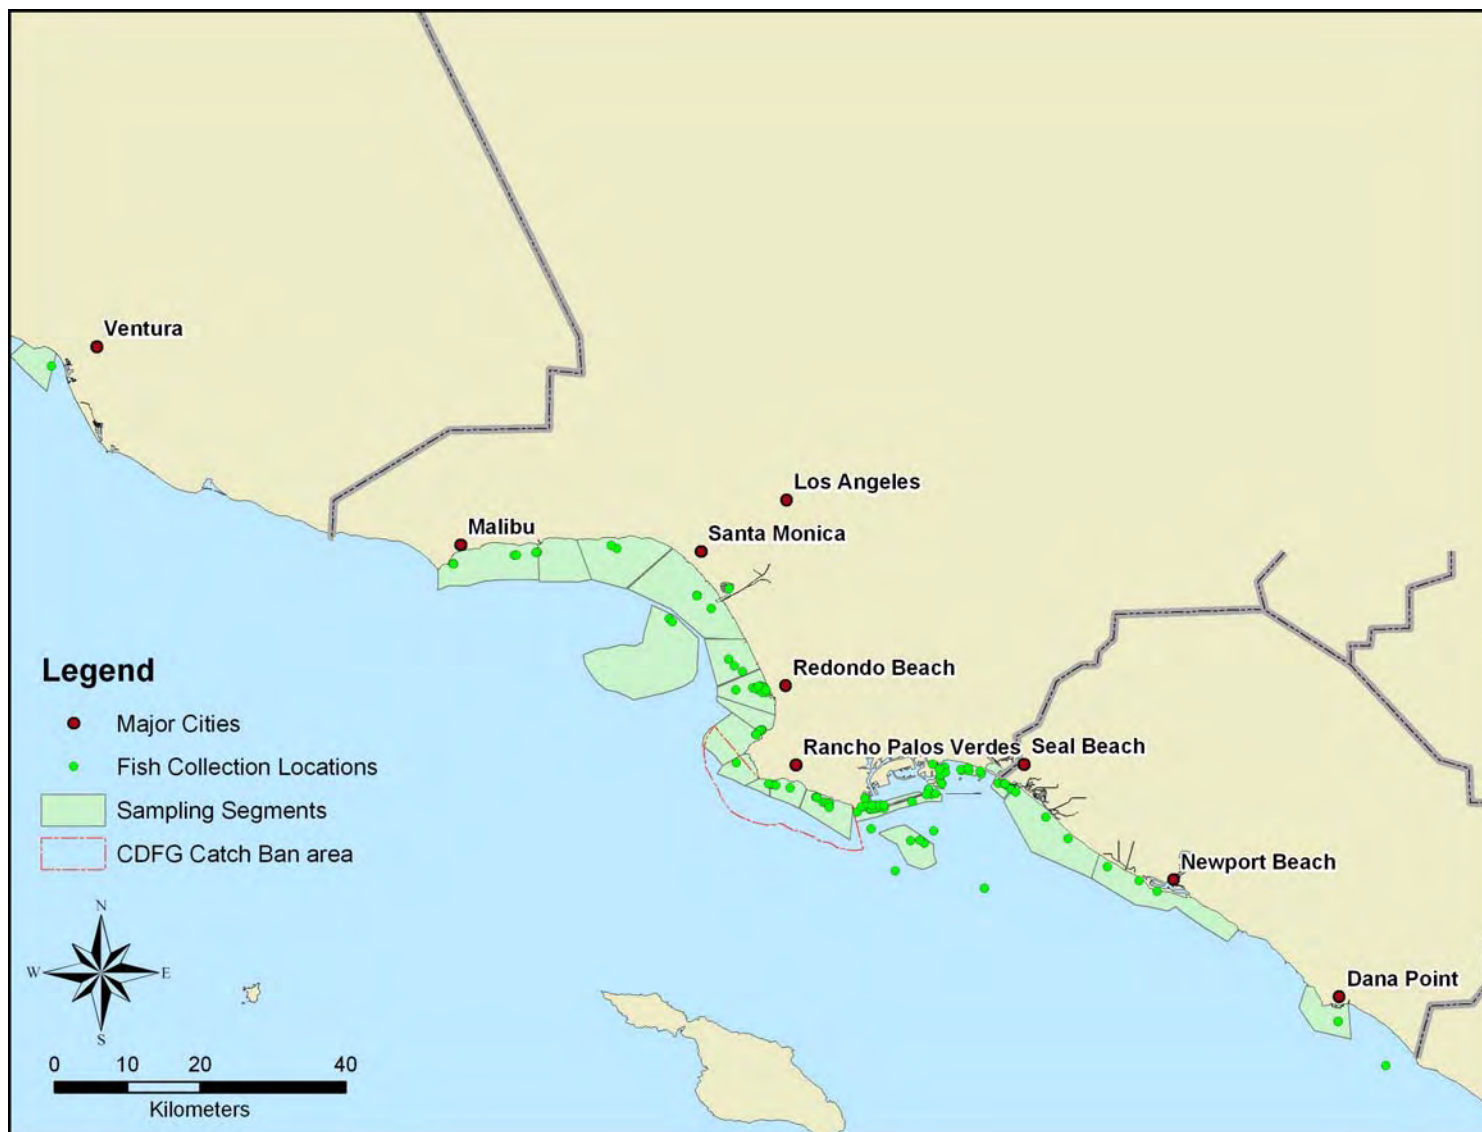 Ventura
Los Angeles
Malibu
Santa Monica
Redondo Beach
Rancho Palos Verdes
Seal Beach
Newport Beach
Dana Point
Legend
Major Cities
Fish Collection Locations
Sampling Segments
CDFG Catch Ban area
N
W
E
S
0 10 20 40
Kilometers